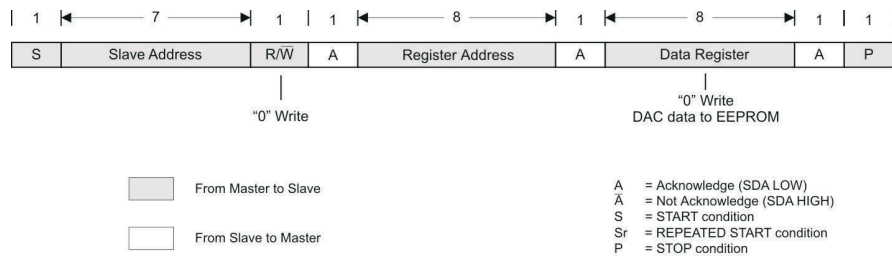 1 7 1 1 8 1 8 1 1
S Slave Address R/W̅ A Register Address A Data Register A P
"0" Write
"0" Write
DAC data to EEPROM
From Master to Slave
From Slave to Master
A = Acknowledge (SDA LOW)
A̅ = Not Acknowledge (SDA HIGH)
S = START condition
Sr = REPEATED START condition
P = STOP condition